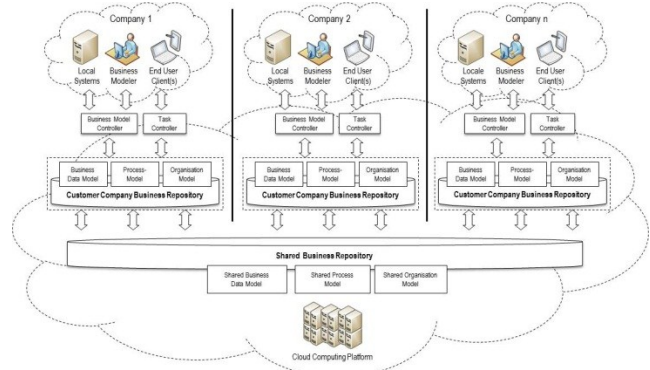 Company 1
Company 2
Company n
Local
Systems
Business
Modeler
End User
Client(s)
Local
Systems
Business
Modeler
End User
Client(s)
Locale
Systems
Business
Modeler
End User
Client(s)
Business Model
Controller
Task
Controller
Business Model
Controller
Task
Controller
Business Model
Controller
Task
Controller
Business
Data Model
Process-
Model
Organisation
Model
Customer Company Business Repository
Business
Data Model
Process-
Model
Organisation
Model
Customer Company Business Repository
Business
Data Model
Process-
Model
Organisation
Model
Customer Company Business Repository
Shared Business Repository
Shared Business
Data Model
Shared Process
Model
Shared Organisation
Model
Cloud Computing Platform